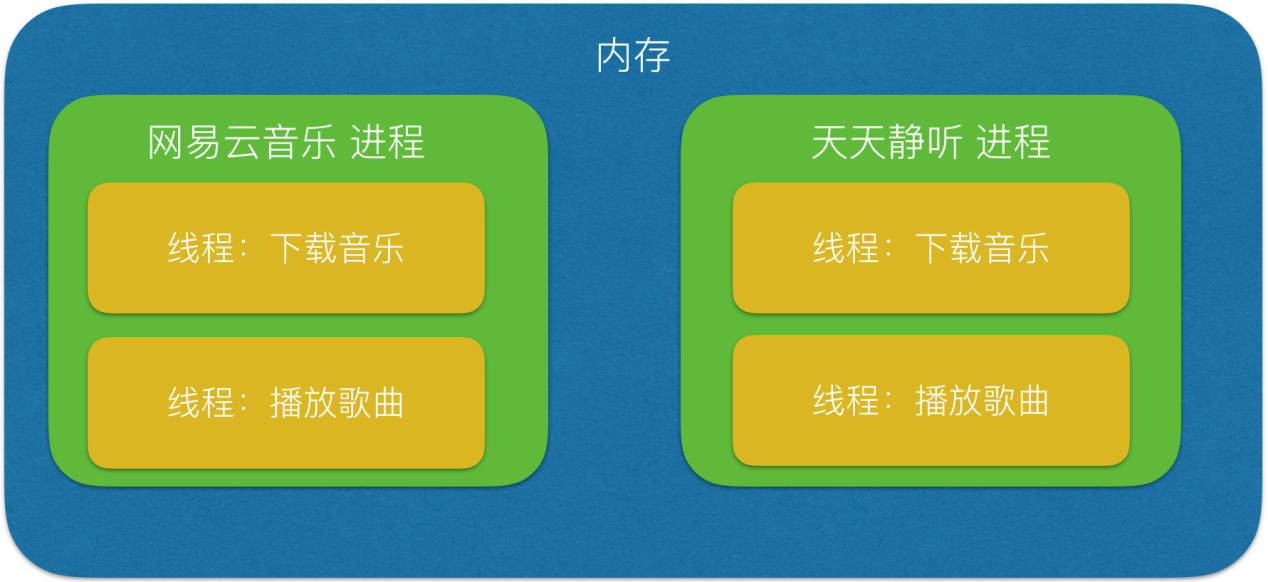 内存
网易云音乐 进程
线程：下载音乐
线程：播放歌曲
天天静听 进程
线程：下载音乐
线程：播放歌曲